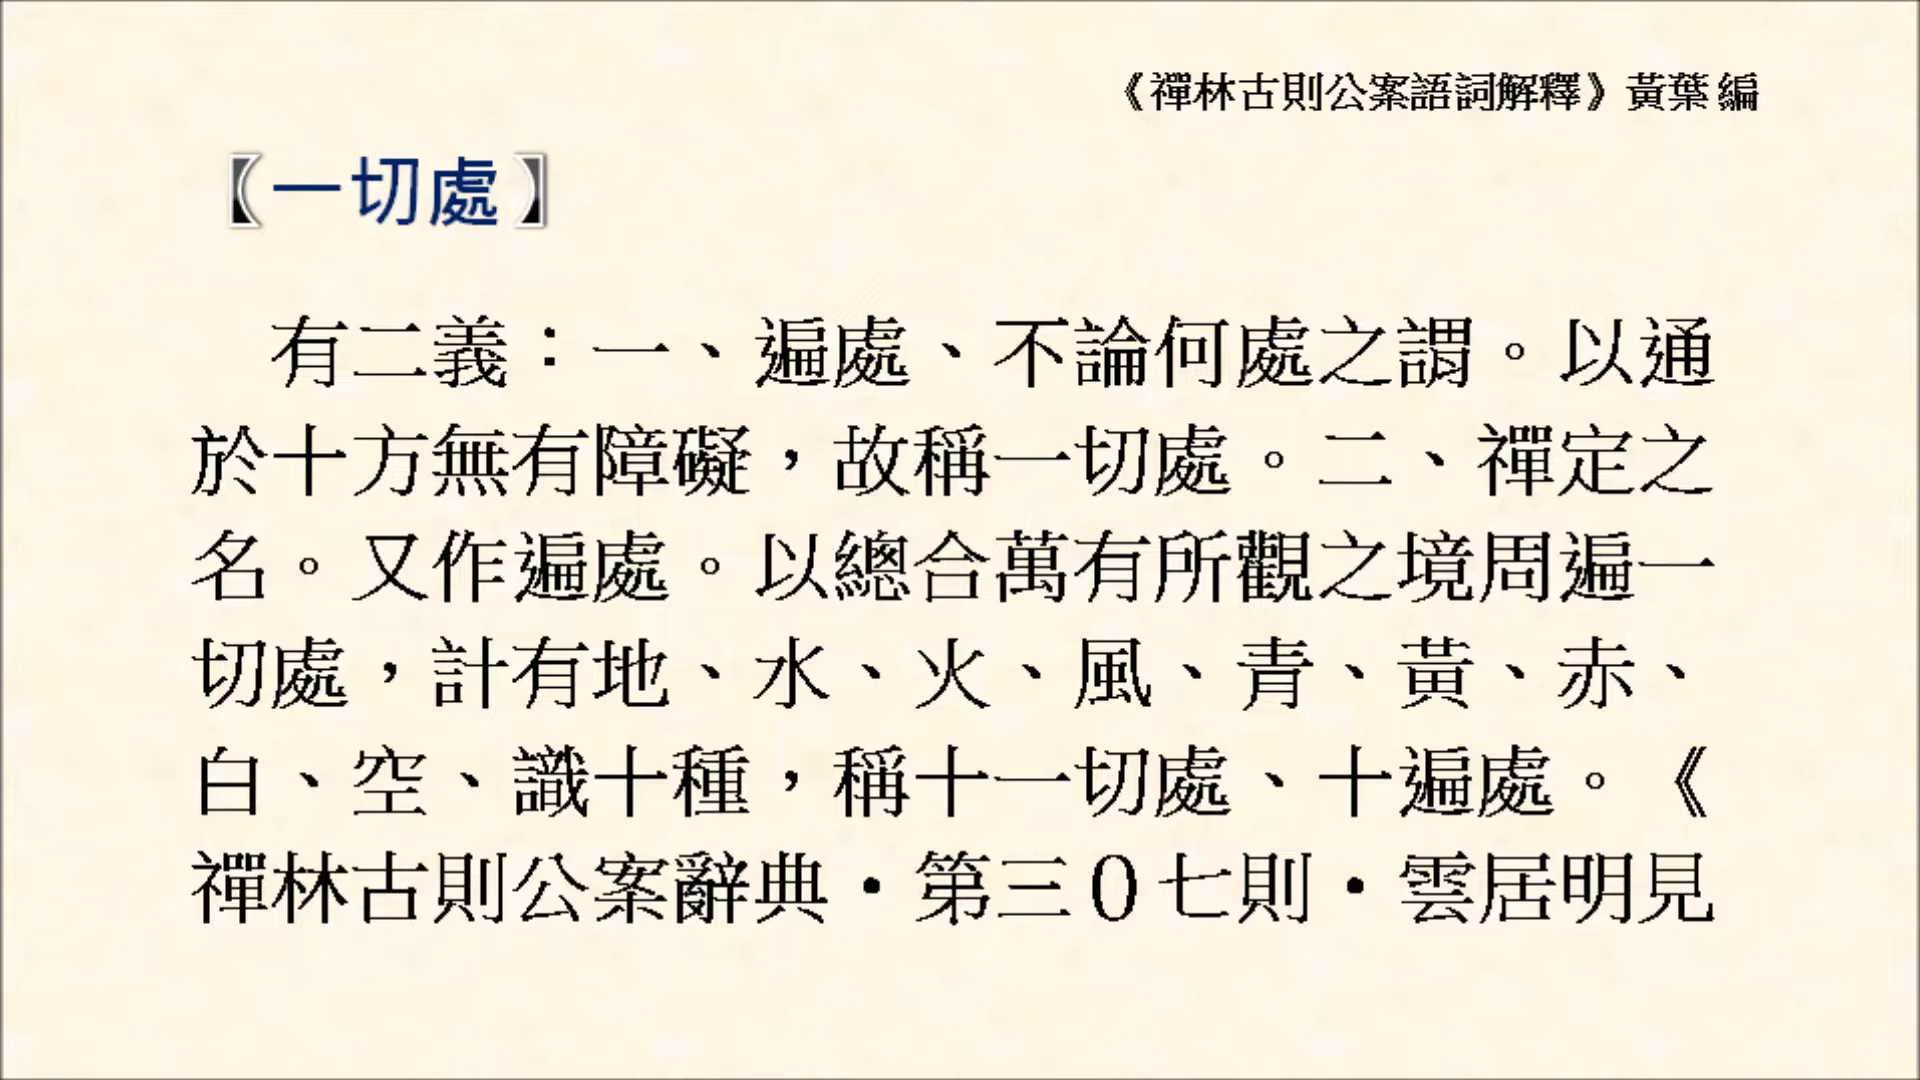 《禪林古則公案語詞解釋》黃葉編
【一切處】
有二義：一、遍處、不論何處之謂。以通
於十方無有障礙，故稱一切處。二、禪定之
名。又作遍處。以總合萬有所觀之境周遍一
切處，計有地、水、火、風、青、黃、赤、
白、空、識十種，稱十一切處、十遍處。《
禪林古則公案辭典•第三０七則•雲居明見